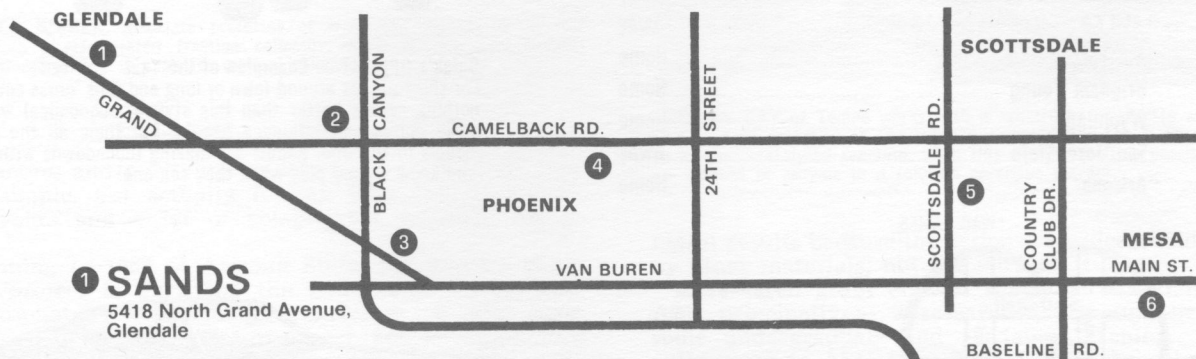 GLENDALE
1
GRAND
2
BLACK CANYON
CAMELBACK RD.
4
24TH STREET
SCOTTSDALE RD.
SCOTTSDALE
5
COUNTRY
CLUB DR.
PHOENIX
3
MESA
MAIN ST.
VAN BUREN
6
1 SANDS
5418 North Grand Avenue,
Glendale
BASELINE RD.